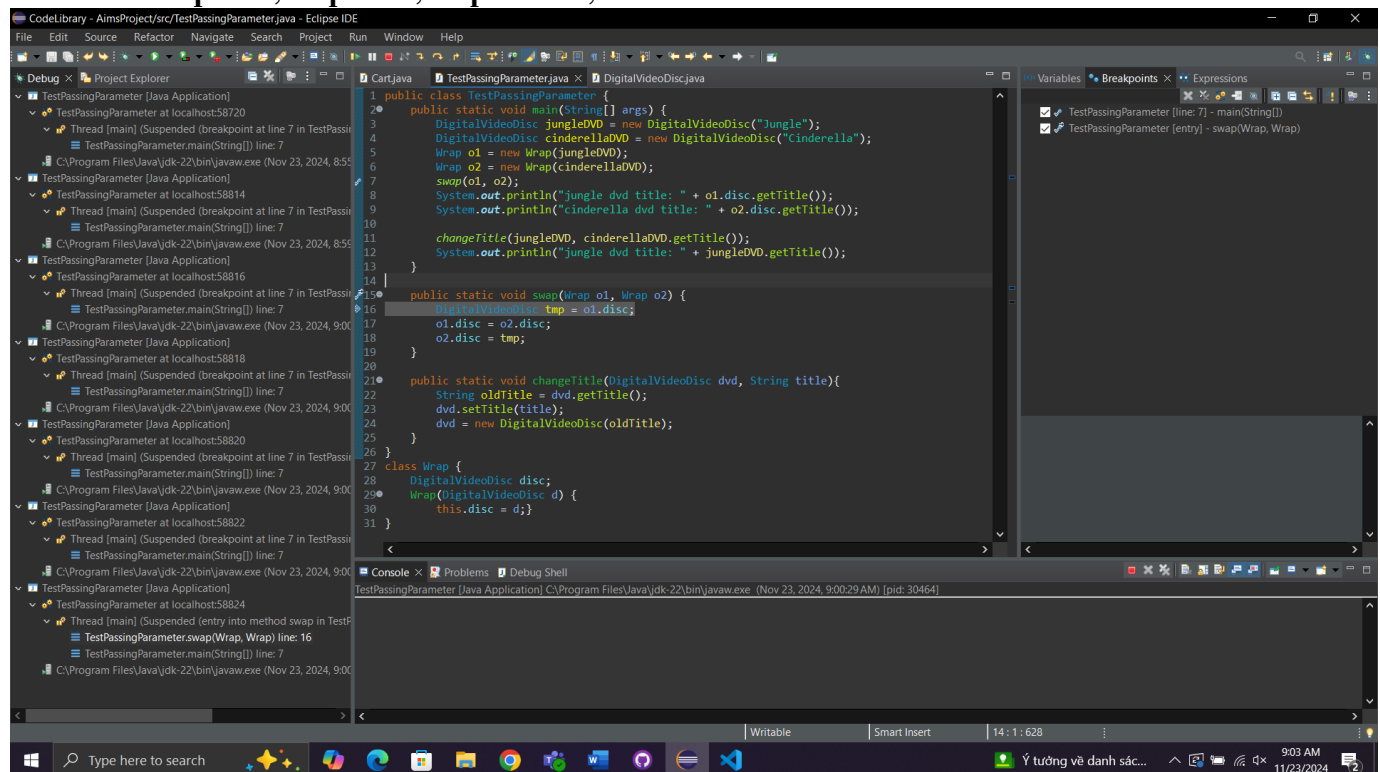 CodeLibrary - AimsProject/src/TestPassingParameter.java - Eclipse IDE
File Edit Source Refactor Navigate Search Project Run Window Help
Debug Project Explorer
TestPassingParameter [Java Application]
TestPassingParameter at localhost:58720
Thread [main] (Suspended (breakpoint at line 7 in TestPassi
TestPassingParameter.main(String[]) line: 7
C:\Program Files\Java\jdk-22\bin\javaw.exe (Nov 23, 2024, 8:55
TestPassingParameter [Java Application]
TestPassingParameter at localhost:58814
Thread [main] (Suspended (breakpoint at line 7 in TestPassi
TestPassingParameter.main(String[]) line: 7
C:\Program Files\Java\jdk-22\bin\javaw.exe (Nov 23, 2024, 8:59
TestPassingParameter [Java Application]
TestPassingParameter at localhost:58816
Thread [main] (Suspended (breakpoint at line 7 in TestPassi
TestPassingParameter.main(String[]) line: 7
C:\Program Files\Java\jdk-22\bin\javaw.exe (Nov 23, 2024, 9:00
TestPassingParameter [Java Application]
TestPassingParameter at localhost:58818
Thread [main] (Suspended (breakpoint at line 7 in TestPassi
TestPassingParameter.main(String[]) line: 7
C:\Program Files\Java\jdk-22\bin\javaw.exe (Nov 23, 2024, 9:00
TestPassingParameter [Java Application]
TestPassingParameter at localhost:58820
Thread [main] (Suspended (breakpoint at line 7 in TestPassi
TestPassingParameter.main(String[]) line: 7
C:\Program Files\Java\jdk-22\bin\javaw.exe (Nov 23, 2024, 9:00
TestPassingParameter [Java Application]
TestPassingParameter at localhost:58822
Thread [main] (Suspended (breakpoint at line 7 in TestPassi
TestPassingParameter.main(String[]) line: 7
C:\Program Files\Java\jdk-22\bin\javaw.exe (Nov 23, 2024, 9:00
TestPassingParameter [Java Application]
TestPassingParameter at localhost:58824
Thread [main] (Suspended (entry into method swap in TestP
TestPassingParameter.swap(Wrap, Wrap) line: 16
TestPassingParameter.main(String[]) line: 7
C:\Program Files\Java\jdk-22\bin\javaw.exe (Nov 23, 2024, 9:00
Cart.java TestPassingParameter.java DigitalVideoDisc.java
1 public class TestPassingParameter {
2 public static void main(String[] args) {
3 DigitalVideoDisc jungleDVD = new DigitalVideoDisc("Jungle");
4 DigitalVideoDisc cinderellaDVD = new DigitalVideoDisc("Cinderella");
5 Wrap o1 = new Wrap(jungleDVD);
6 Wrap o2 = new Wrap(cinderellaDVD);
7 swap(o1, o2);
8 System.out.println("jungle dvd title: " + o1.disc.getTitle());
9 System.out.println("cinderella dvd title: " + o2.disc.getTitle());
10
11 changeTitle(jungleDVD, cinderellaDVD.getTitle());
12 System.out.println("jungle dvd title: " + jungleDVD.getTitle());
13 }
14
15 public static void swap(Wrap o1, Wrap o2) {
16 DigitalVideoDisc tmp = o1.disc;
17 o1.disc = o2.disc;
18 o2.disc = tmp;
19 }
20
21 public static void changeTitle(DigitalVideoDisc dvd, String title){
22 String oldTitle = dvd.getTitle();
23 dvd.setTitle(title);
24 dvd = new DigitalVideoDisc(oldTitle);
25 }
26 }
27 class Wrap {
28 DigitalVideoDisc disc;
29 Wrap(DigitalVideoDisc d) {
30 this.disc = d;}
31 }
Variables Breakpoints Expressions
TestPassingParameter [line: 7] - main(String[])
TestPassingParameter [entry] - swap(Wrap, Wrap)
Console Problems Debug Shell
TestPassingParameter [Java Application] C:\Program Files\Java\jdk-22\bin\javaw.exe (Nov 23, 2024, 9:00:29 AM) [pid: 30464]
Writable Smart Insert 14 : 1 : 628
Type here to search
Ý tưởng về danh sác...
9:03 AM
11/23/2024
2